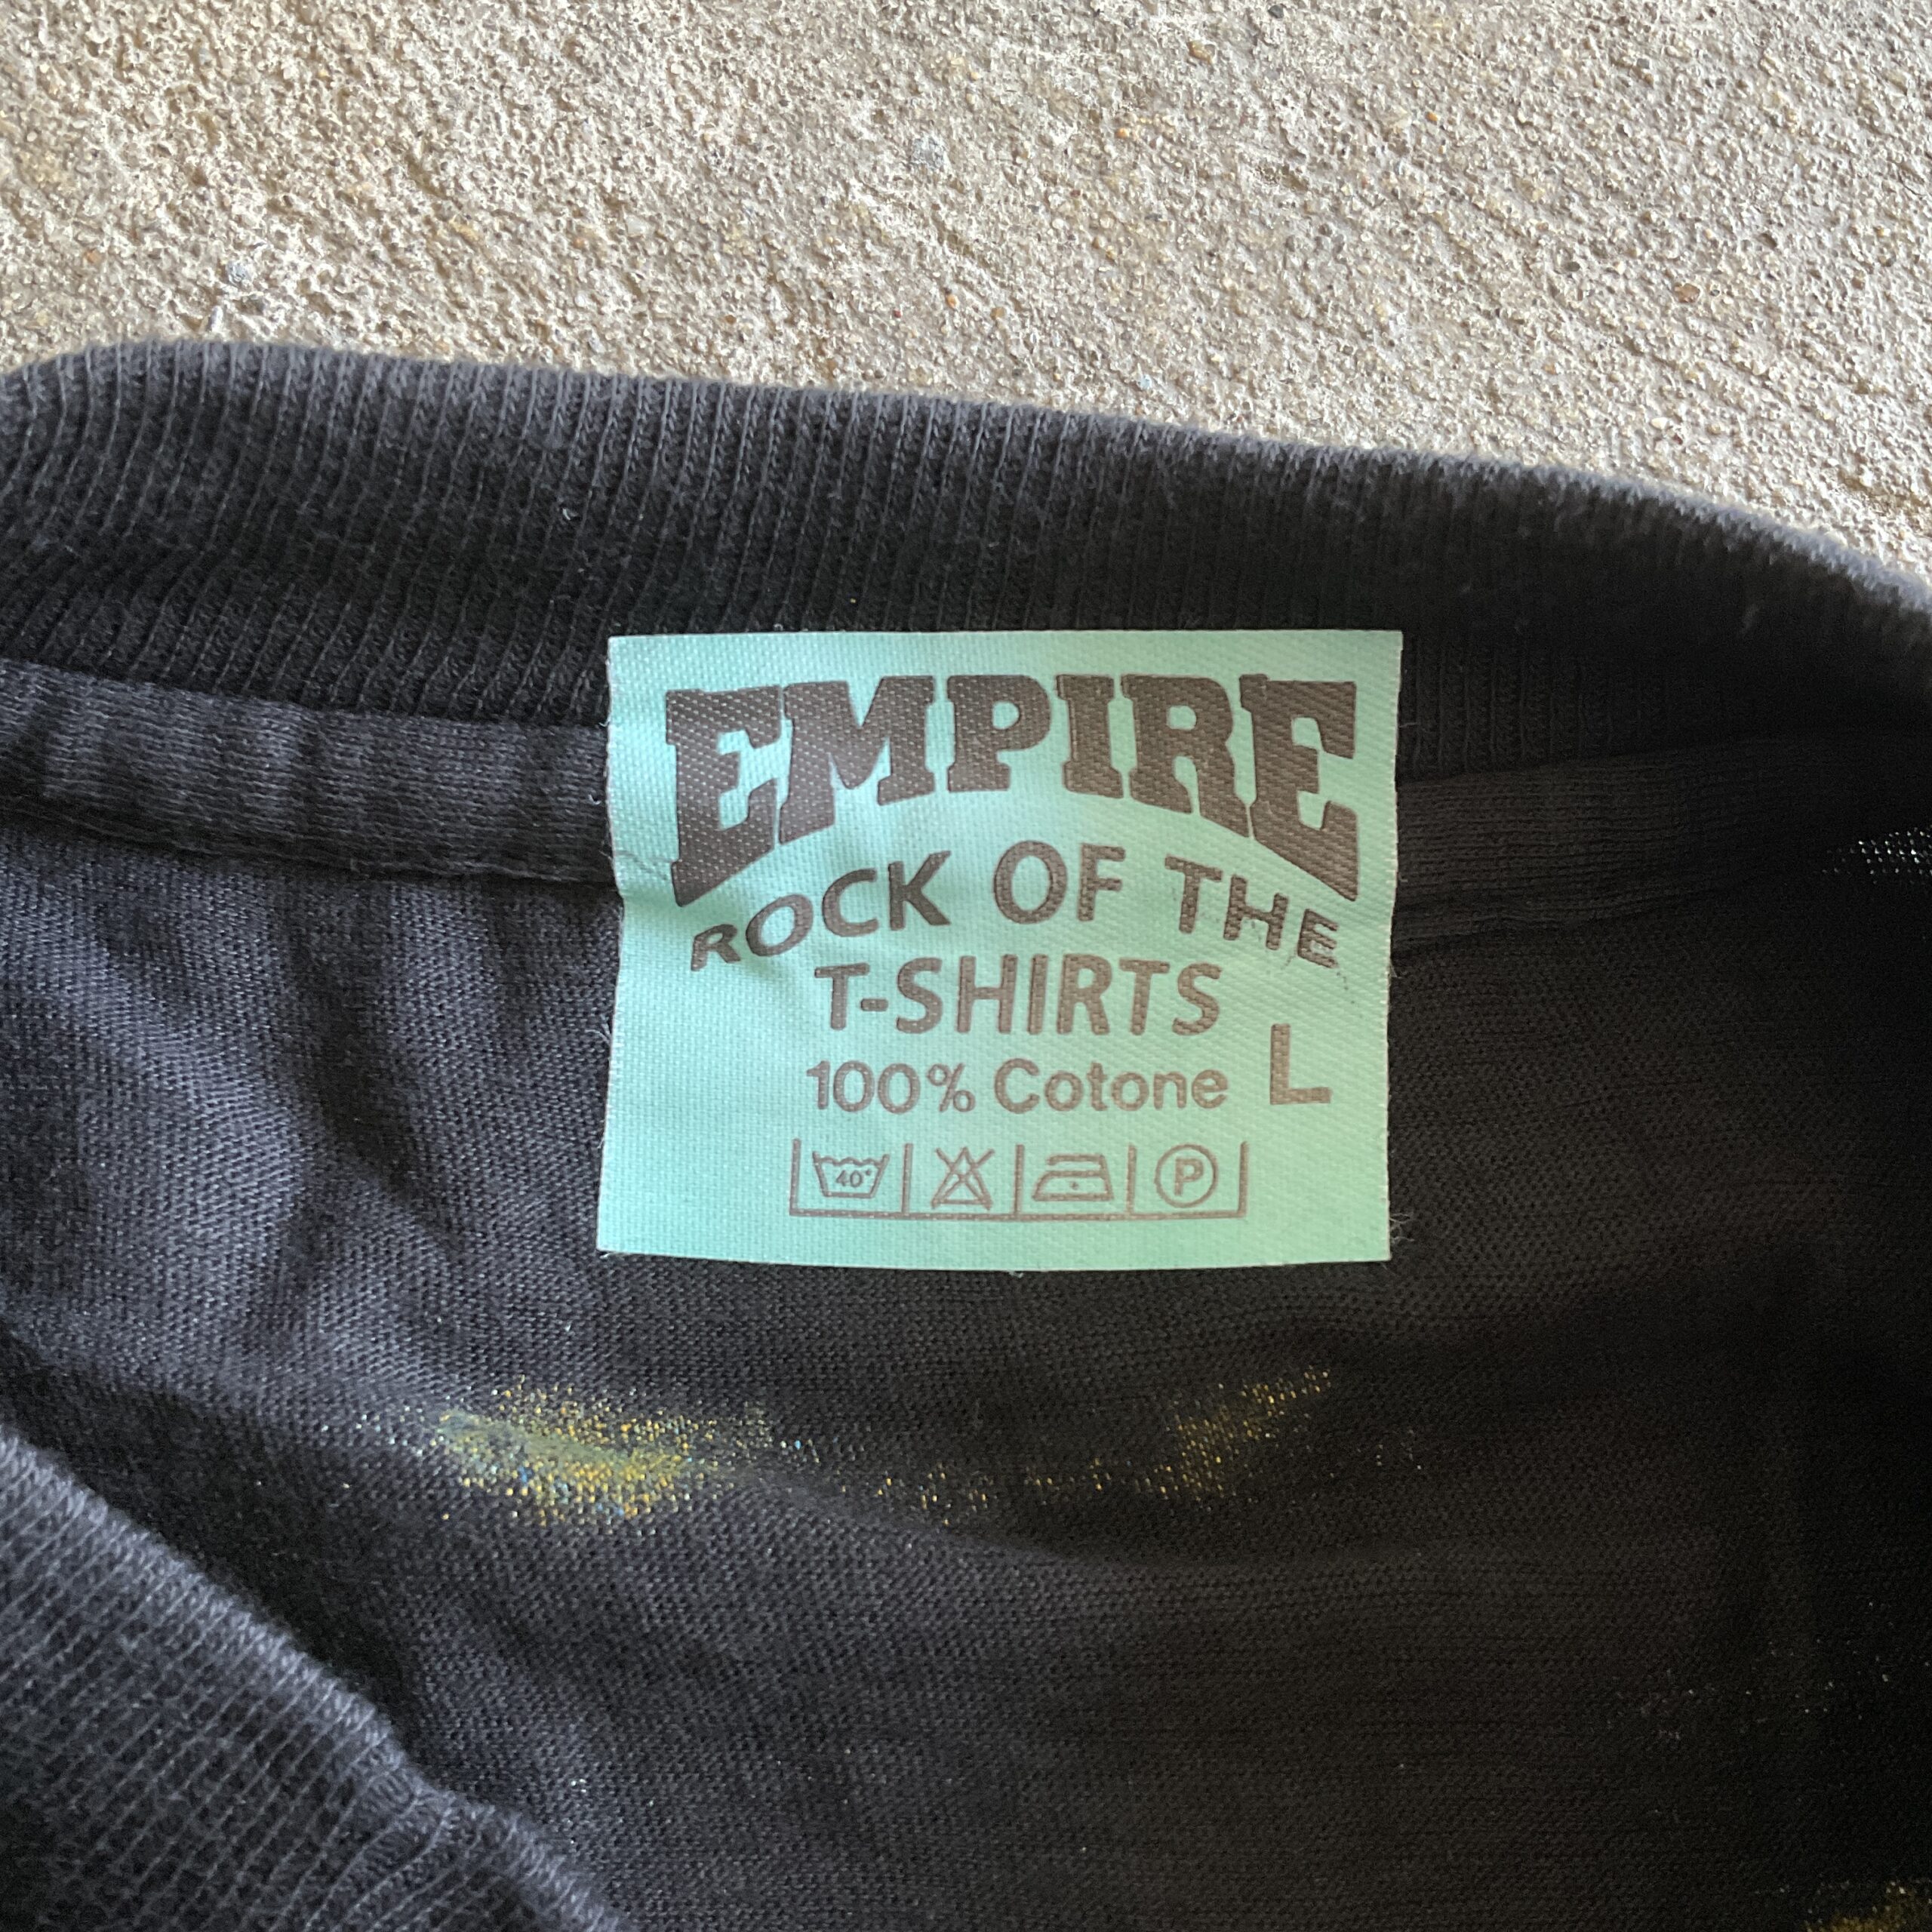 EMPIRE
ROCK OF THE
T-SHIRTS
100% Cotone L
40° P